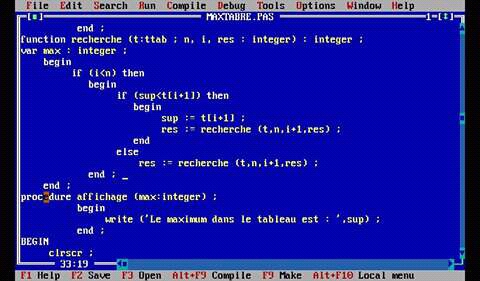 File Edit Search Run Compile Debug Tools Options Window Help
[■] MAXTABRE.PAS 1=[↕]
end ;
function recherche (t:ttab ; n, i, res : integer) : integer ;
var max : integer ;
begin
if (i<n) then
begin
if (sup<t[i+1]) then
begin
sup := t[i+1] ;
res := recherche (t,n,i+1,res) ;
end
else
res := recherche (t,n,i+1,res) ;
end ; _
end ;
procedure affichage (max:integer) ;
begin
write ('Le maximum dans le tableau est : ',sup) ;
end ;
BEGIN
clrscr ;
33:19
F1 Help F2 Save F3 Open Alt+F9 Compile F9 Make Alt+F10 Local menu